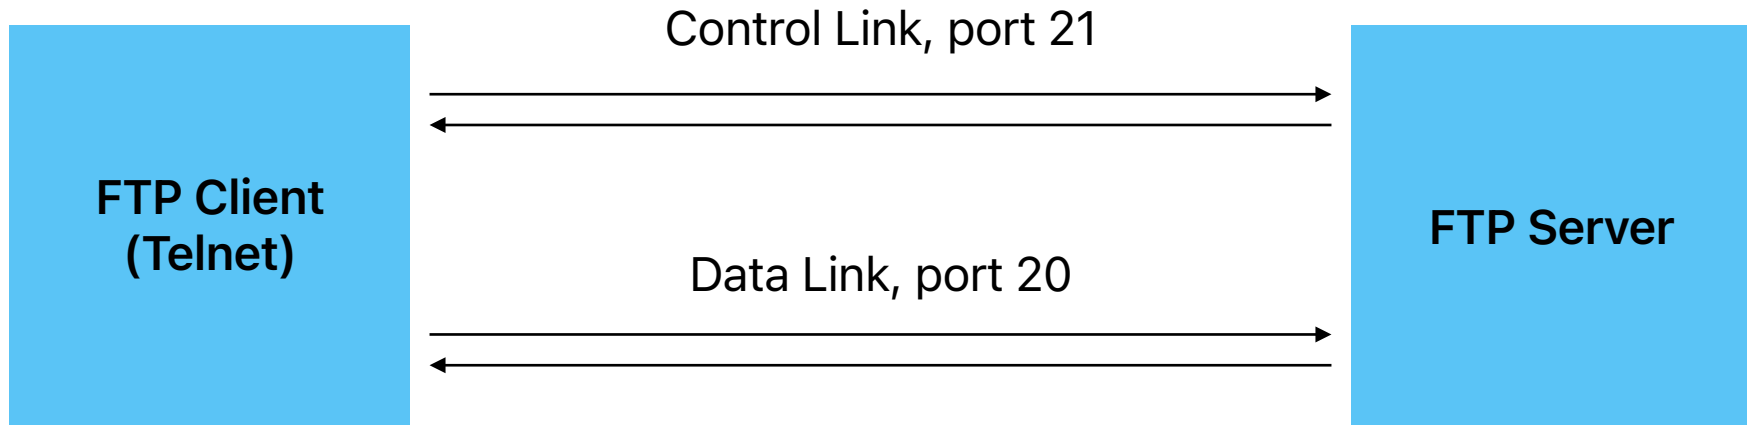 Control Link, port 21
FTP Client
(Telnet)
FTP Server
Data Link, port 20